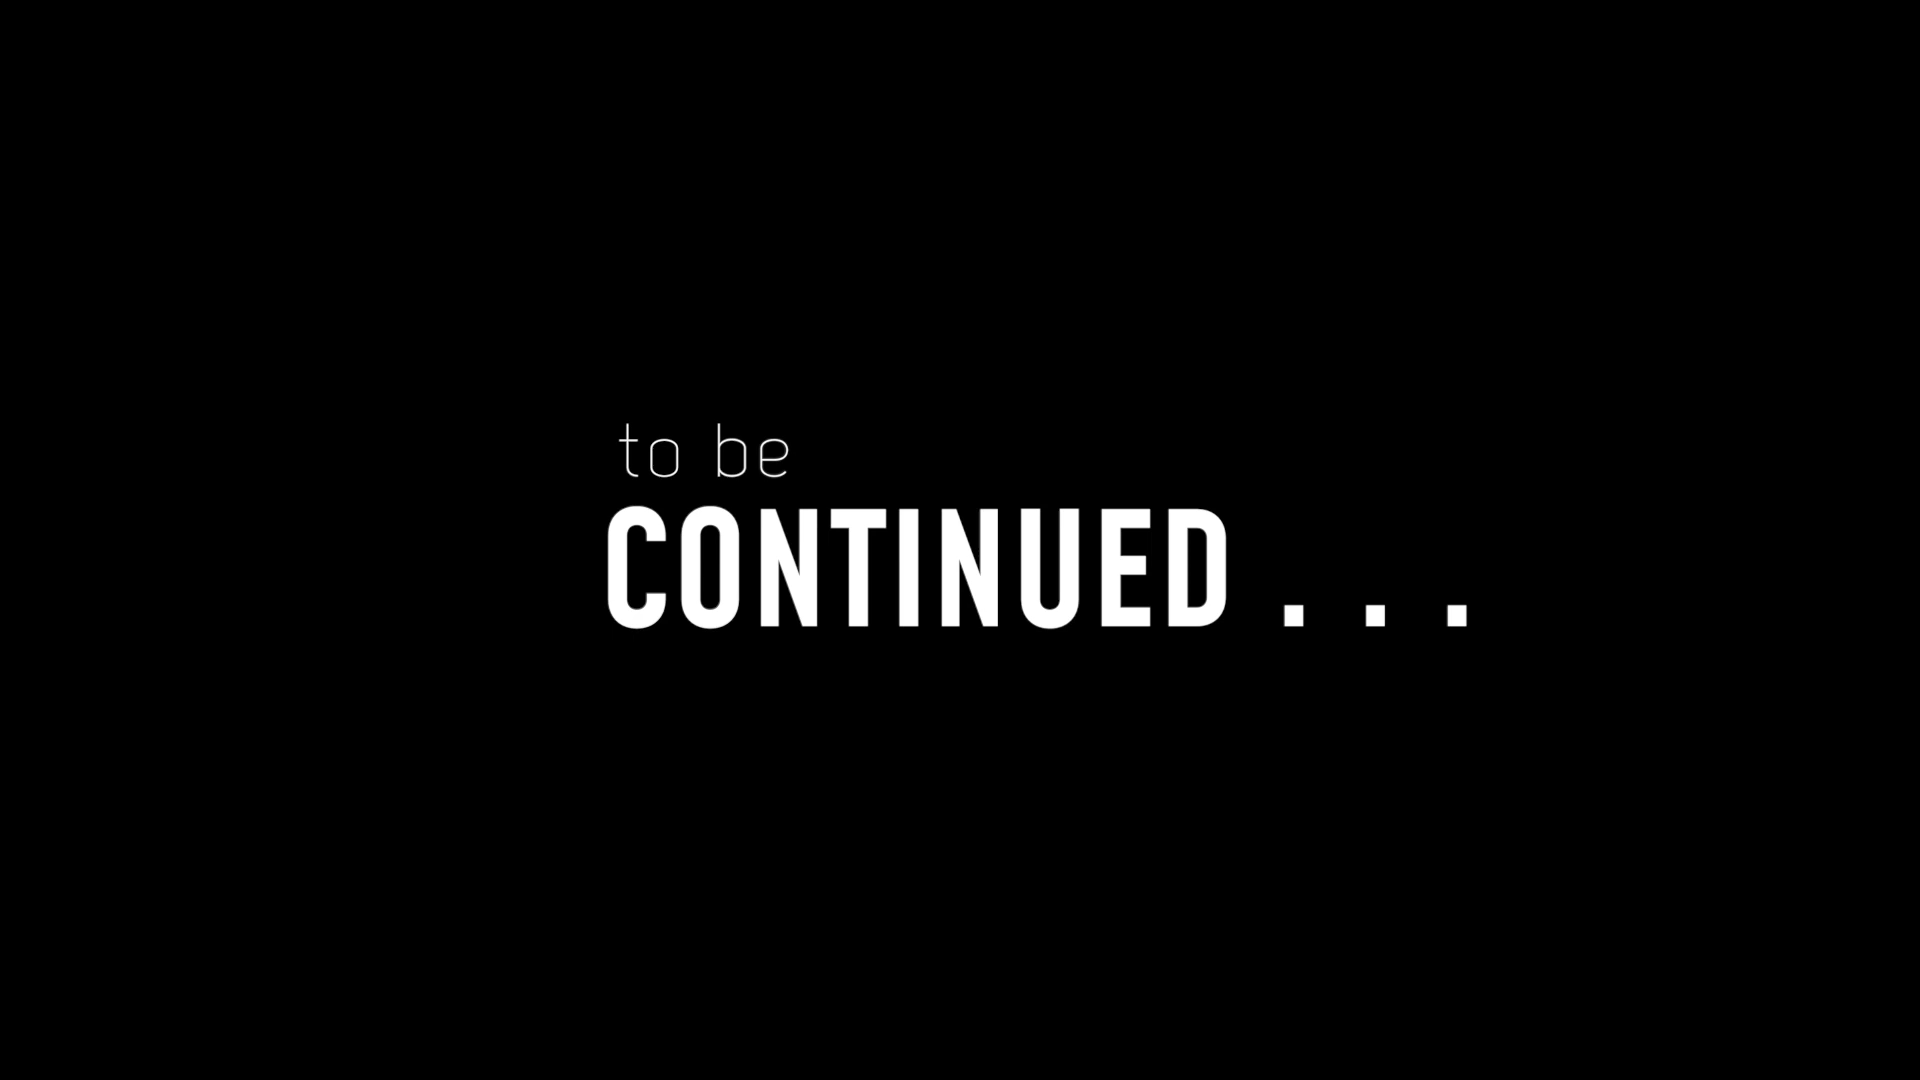 to be
CONTINUED . . .